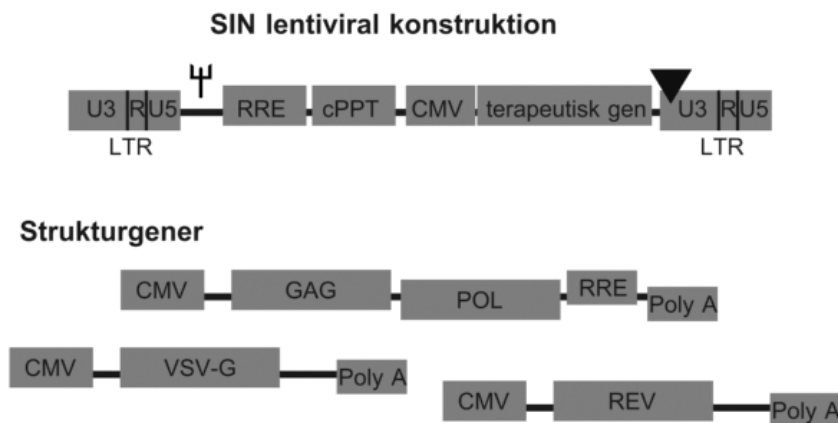 SIN lentiviral konstruktion
Ψ
U3 R U5 RRE cPPT CMV terapeutisk gen U3 R U5
LTR LTR
Strukturgener
CMV GAG POL RRE Poly A
CMV VSV-G Poly A
CMV REV Poly A